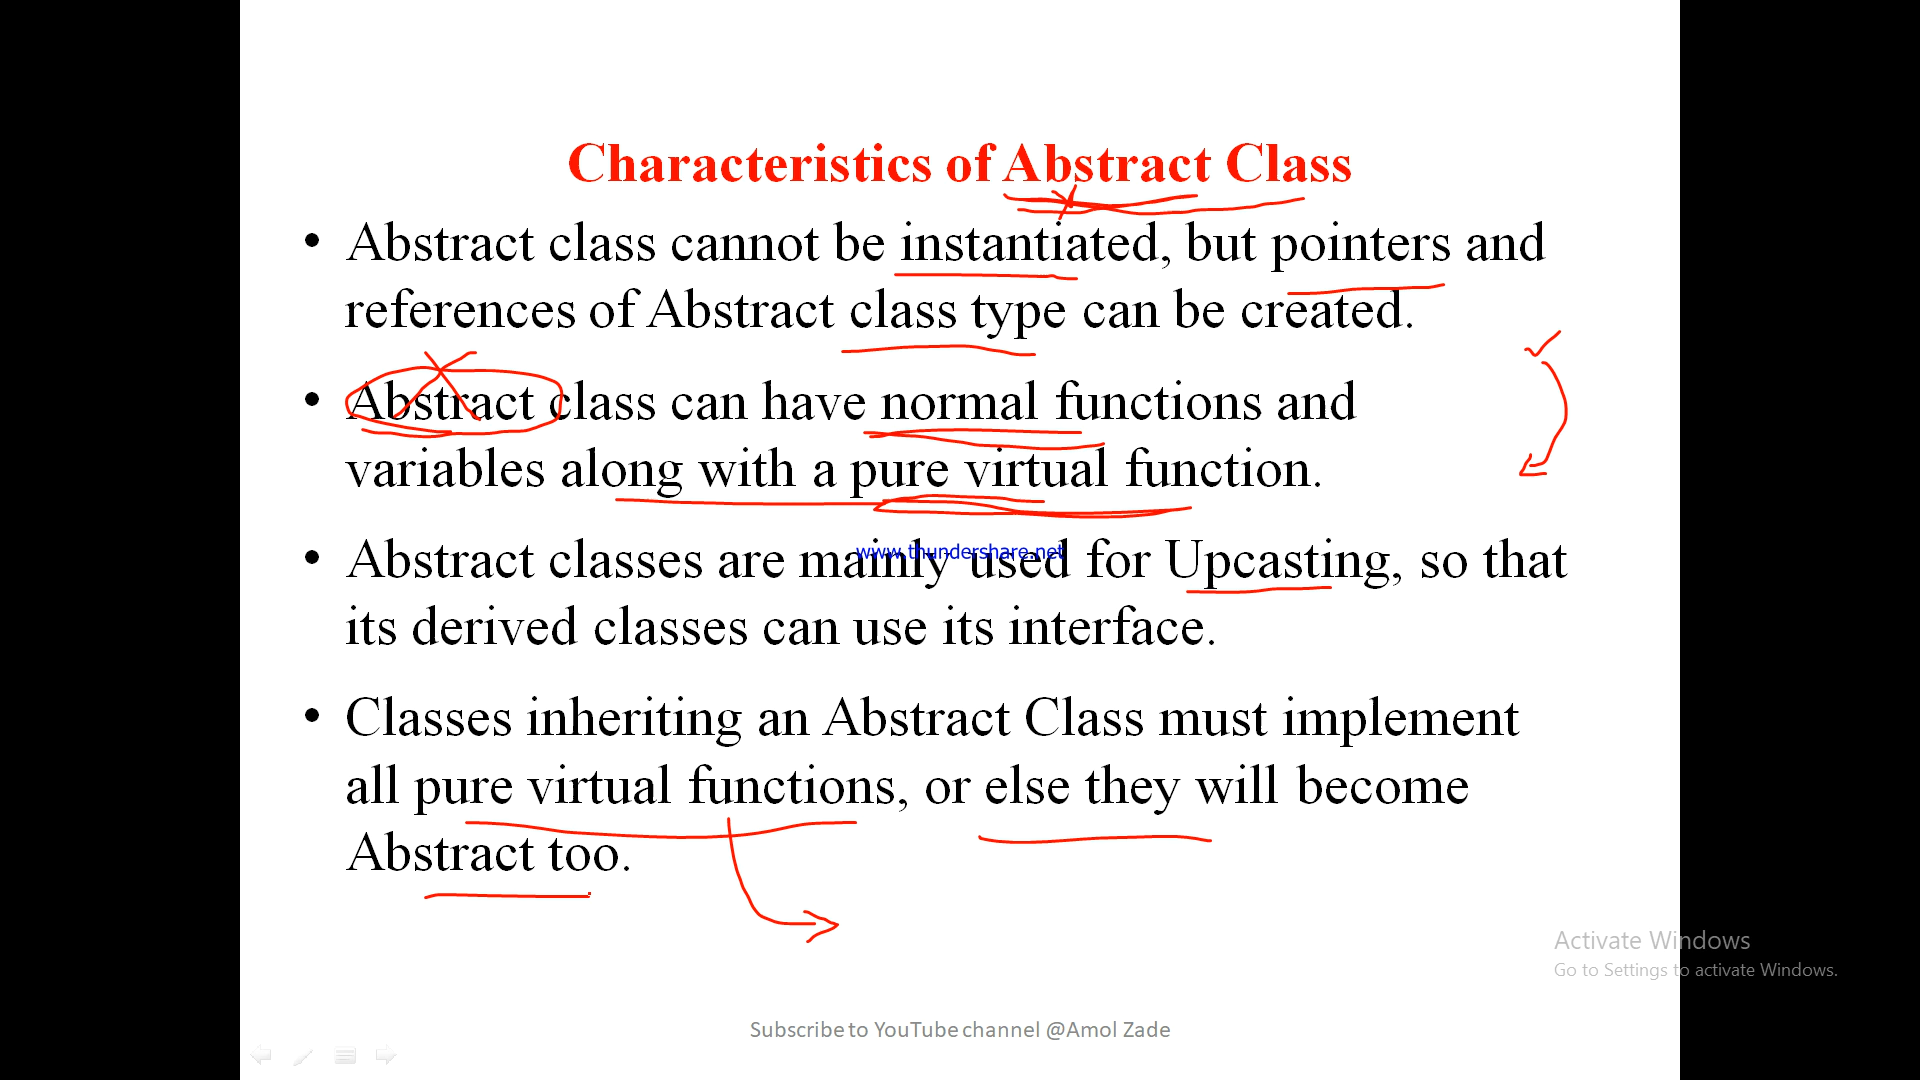 Characteristics of Abstract Class
• Abstract class cannot be instantiated, but pointers and
references of Abstract class type can be created.
• Abstract class can have normal functions and
variables along with a pure virtual function.
www.thundershare.net
• Abstract classes are mainly used for Upcasting, so that
its derived classes can use its interface.
• Classes inheriting an Abstract Class must implement
all pure virtual functions, or else they will become
Abstract too.
Activate Windows
Go to Settings to activate Windows.
Subscribe to YouTube channel @Amol Zade